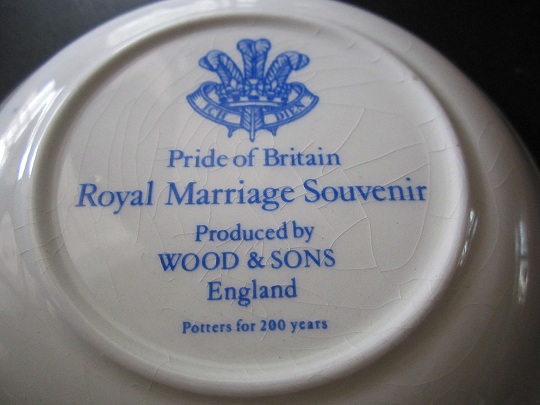 ICH DIEN
Pride of Britain
Royal Marriage Souvenir
Produced by
WOOD & SONS
England
Potters for 200 years